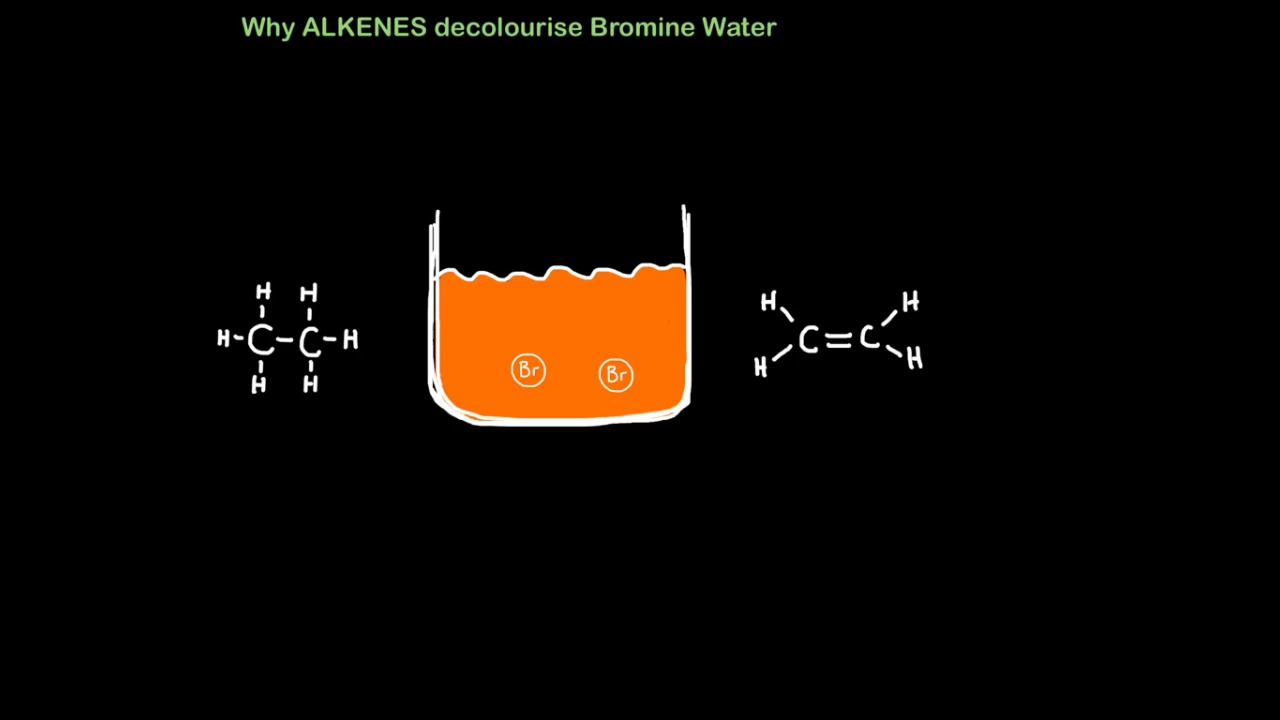 Why ALKENES decolourise Bromine Water
H H
H-C-C-H
H H
Br Br
H H
C=C
H H